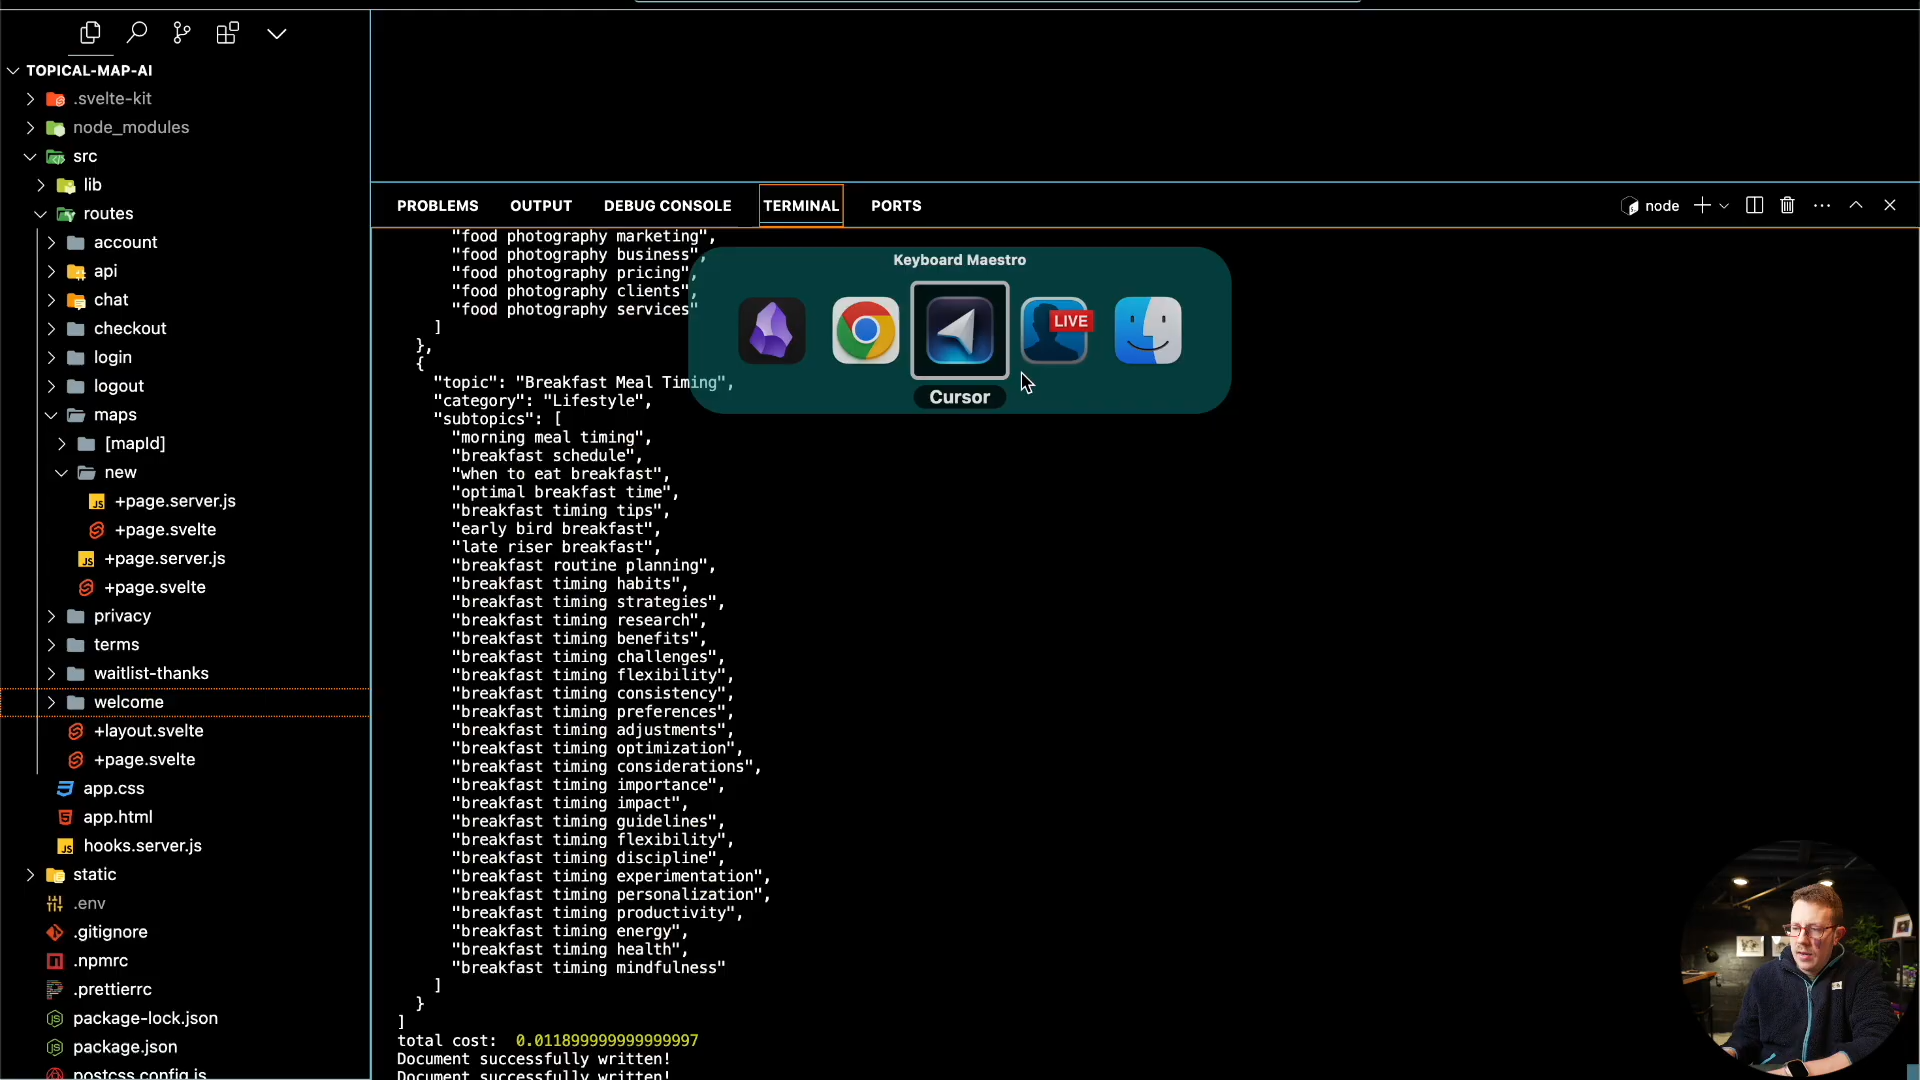 TOPICAL-MAP-AI
.svelte-kit
node_modules
src
lib
routes
account
api
chat
checkout
login
logout
maps
[mapId]
new
+page.server.js
+page.svelte
+page.server.js
+page.svelte
privacy
terms
waitlist-thanks
welcome
+layout.svelte
+page.svelte
app.css
app.html
hooks.server.js
static
.env
.gitignore
.npmrc
.prettierrc
package-lock.json
package.json
postcss.config.js
PROBLEMS OUTPUT DEBUG CONSOLE TERMINAL PORTS
node
"food photography marketing",
"food photography business",
"food photography pricing",
"food photography clients",
"food photography services"
]
},
{
"topic": "Breakfast Meal Timing",
"category": "Lifestyle",
"subtopics": [
"morning meal timing",
"breakfast schedule",
"when to eat breakfast",
"optimal breakfast time",
"breakfast timing tips",
"early bird breakfast",
"late riser breakfast",
"breakfast routine planning",
"breakfast timing habits",
"breakfast timing strategies",
"breakfast timing research",
"breakfast timing benefits",
"breakfast timing challenges",
"breakfast timing flexibility",
"breakfast timing consistency",
"breakfast timing preferences",
"breakfast timing adjustments",
"breakfast timing optimization",
"breakfast timing considerations",
"breakfast timing importance",
"breakfast timing impact",
"breakfast timing guidelines",
"breakfast timing flexibility",
"breakfast timing discipline",
"breakfast timing experimentation",
"breakfast timing personalization",
"breakfast timing productivity",
"breakfast timing energy",
"breakfast timing health",
"breakfast timing mindfulness"
]
}
]
total cost: 0.011899999999999997
Document successfully written!
Document successfully written!
Keyboard Maestro
LIVE
Cursor